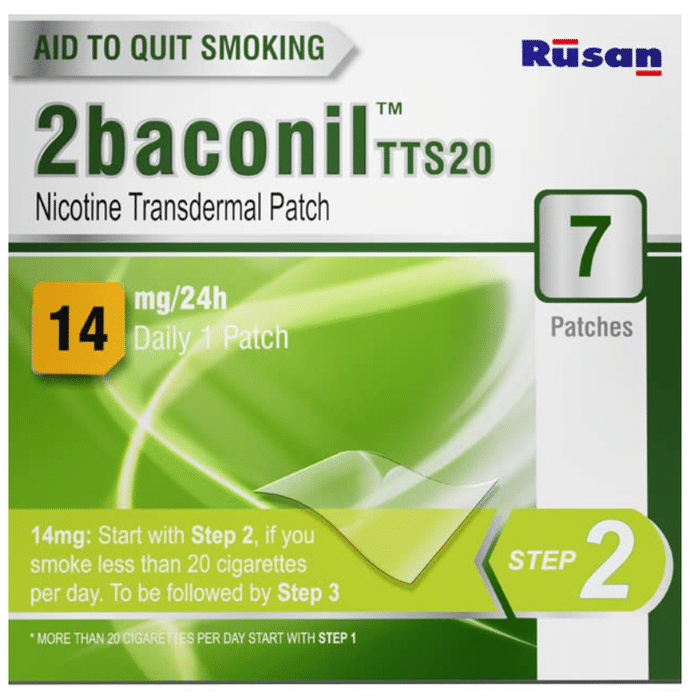 AID TO QUIT SMOKING
Rūsan
2baconil™ TTS20
Nicotine Transdermal Patch
7
Patches
14 mg/24h
Daily 1 Patch
14mg: Start with Step 2, if you
smoke less than 20 cigarettes
per day. To be followed by Step 3
STEP 2
* MORE THAN 20 CIGARETTES PER DAY START WITH STEP 1